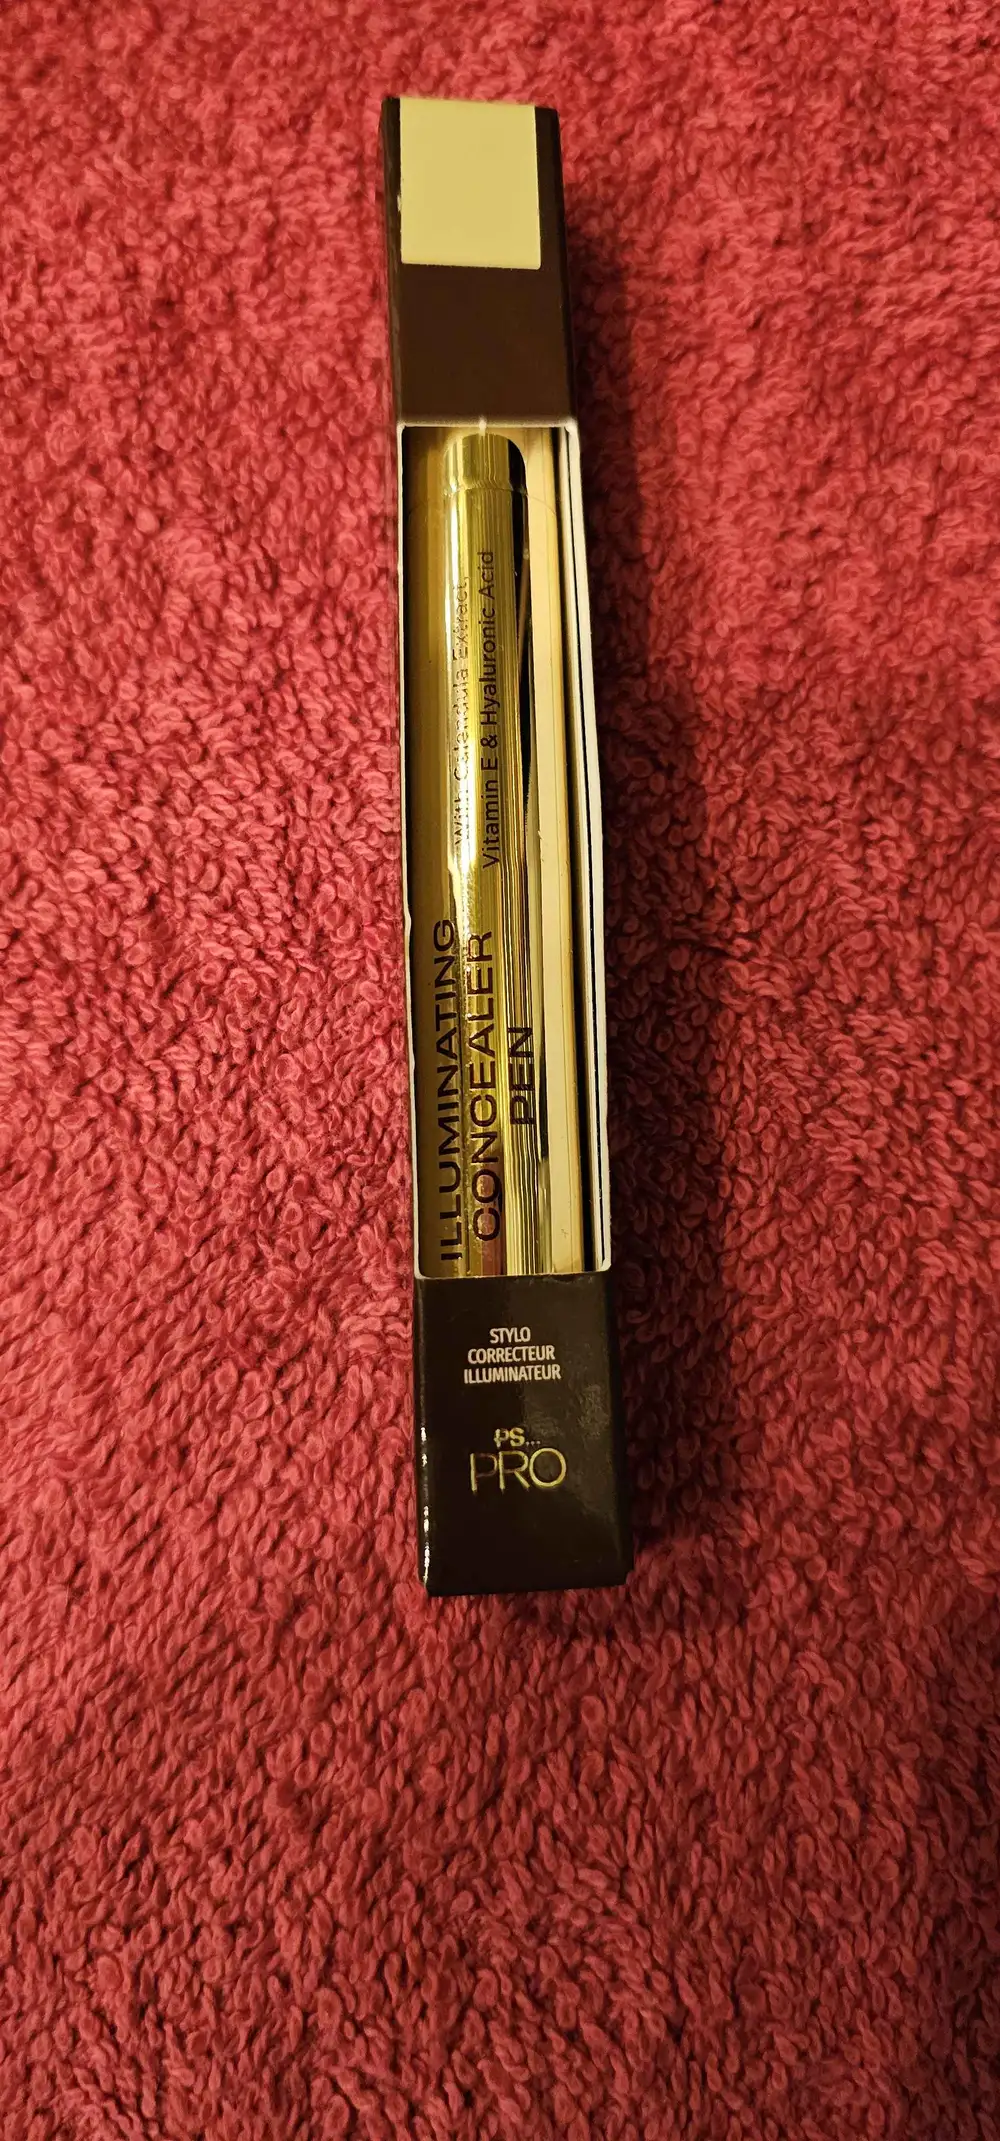 With Calendula Extract,
Vitamin E & Hyaluronic Acid
ILLUMINATING
CONCEALER
PEN
STYLO
CORRECTEUR
ILLUMINATEUR
PS...
PRO